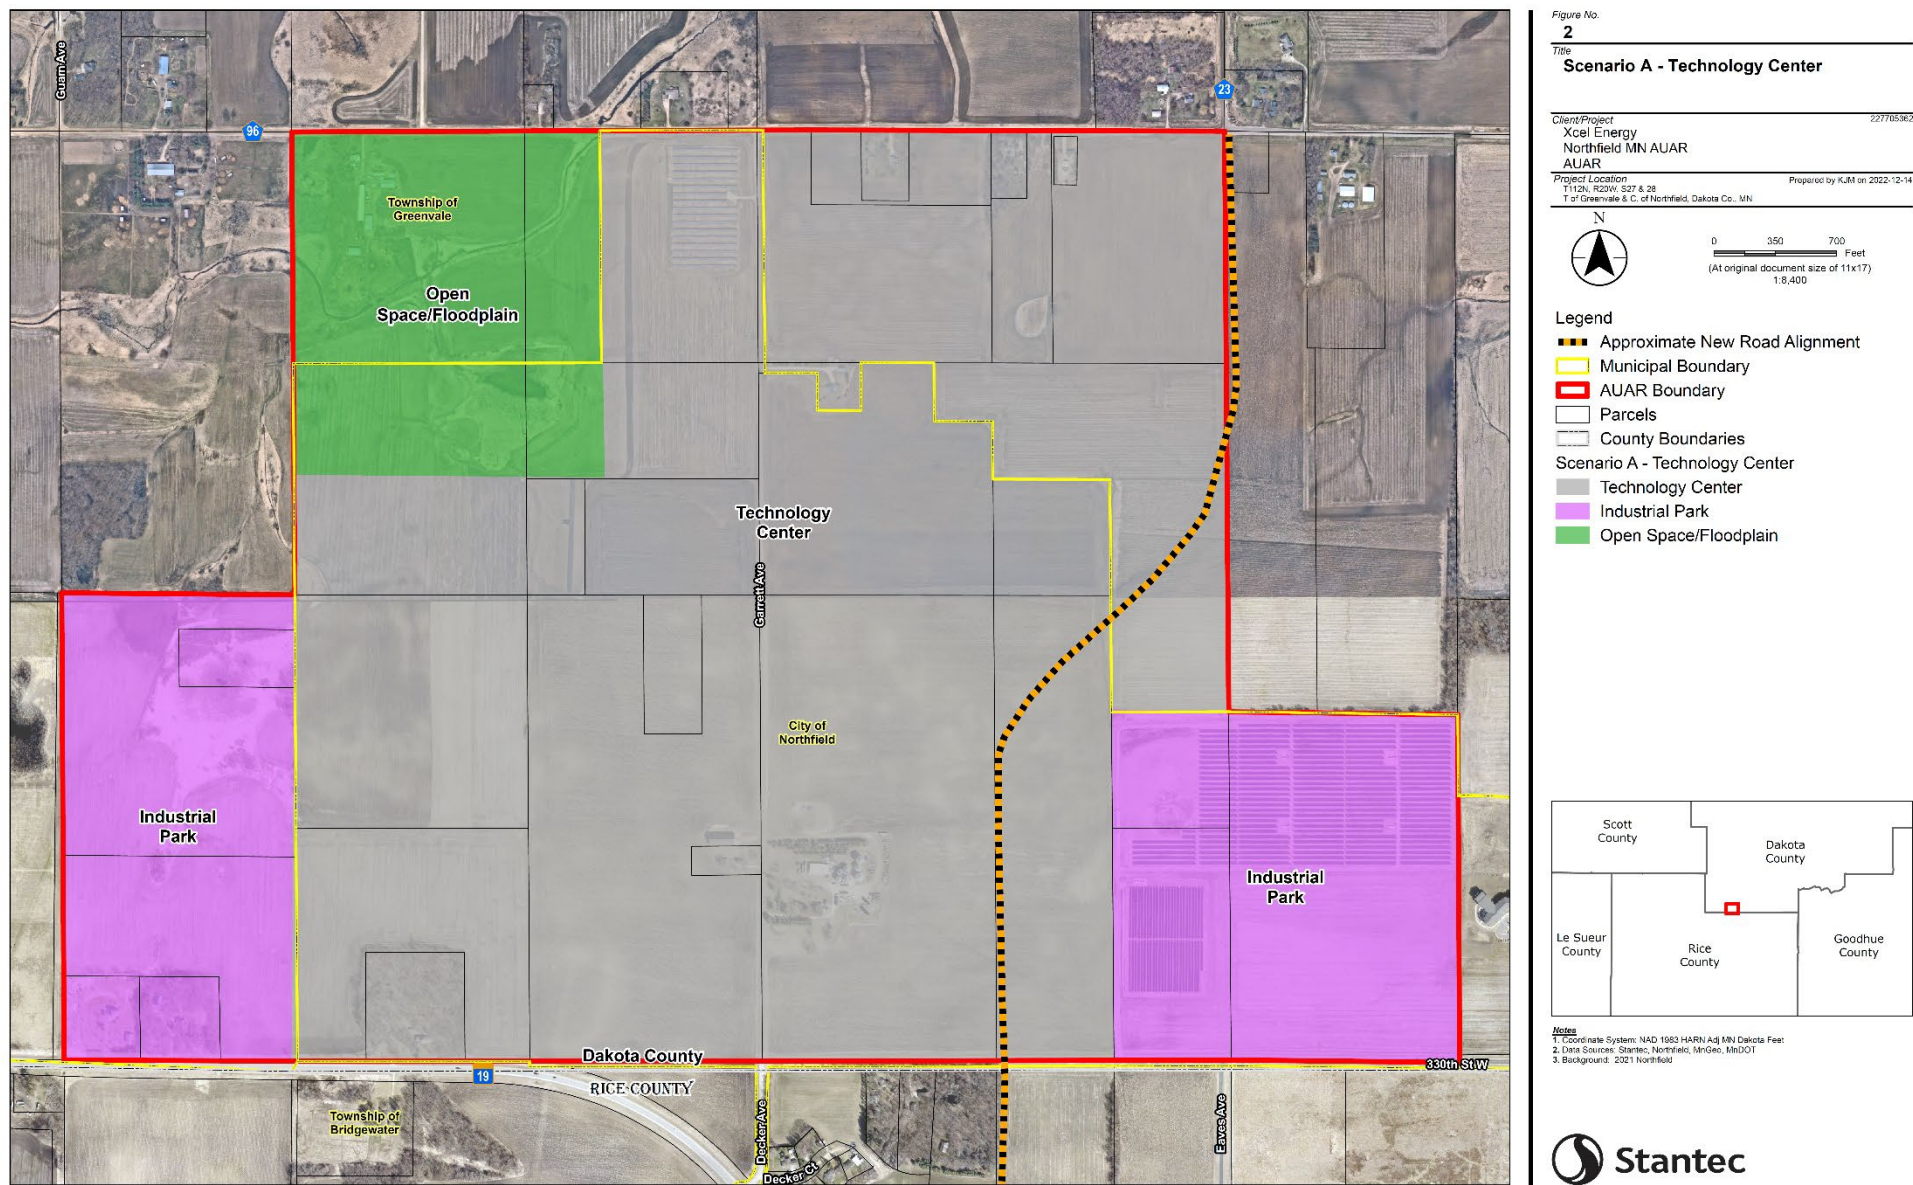 Guam Ave
96
23
Township of
Greenvale
Open
Space/Floodplain
Technology
Center
Garrett Ave
City of
Northfield
Industrial
Park
Industrial
Park
Dakota County
330th St W
19
RICE COUNTY
Township of
Bridgewater
Decker Ave
Decker Ct
Eaves Ave
Figure No.
2
Title
Scenario A - Technology Center
Client/Project
227705362
Xcel Energy
Northfield MN AUAR
AUAR
Project Location
Prepared by KJM on 2022-12-14
T112N, R20W, S27 & 28
T of Greenvale & C. of Northfield, Dakota Co., MN
N
0 350 700
Feet
(At original document size of 11x17)
1:8,400
Legend
Approximate New Road Alignment
Municipal Boundary
AUAR Boundary
Parcels
County Boundaries
Scenario A - Technology Center
Technology Center
Industrial Park
Open Space/Floodplain
Scott
County
Dakota
County
Le Sueur
County
Rice
County
Goodhue
County
Notes
1. Coordinate System: NAD 1983 HARN Adj MN Dakota Feet
2. Data Sources: Stantec, Northfield, MnGeo, MnDOT
3. Background: 2021 Northfield
Stantec